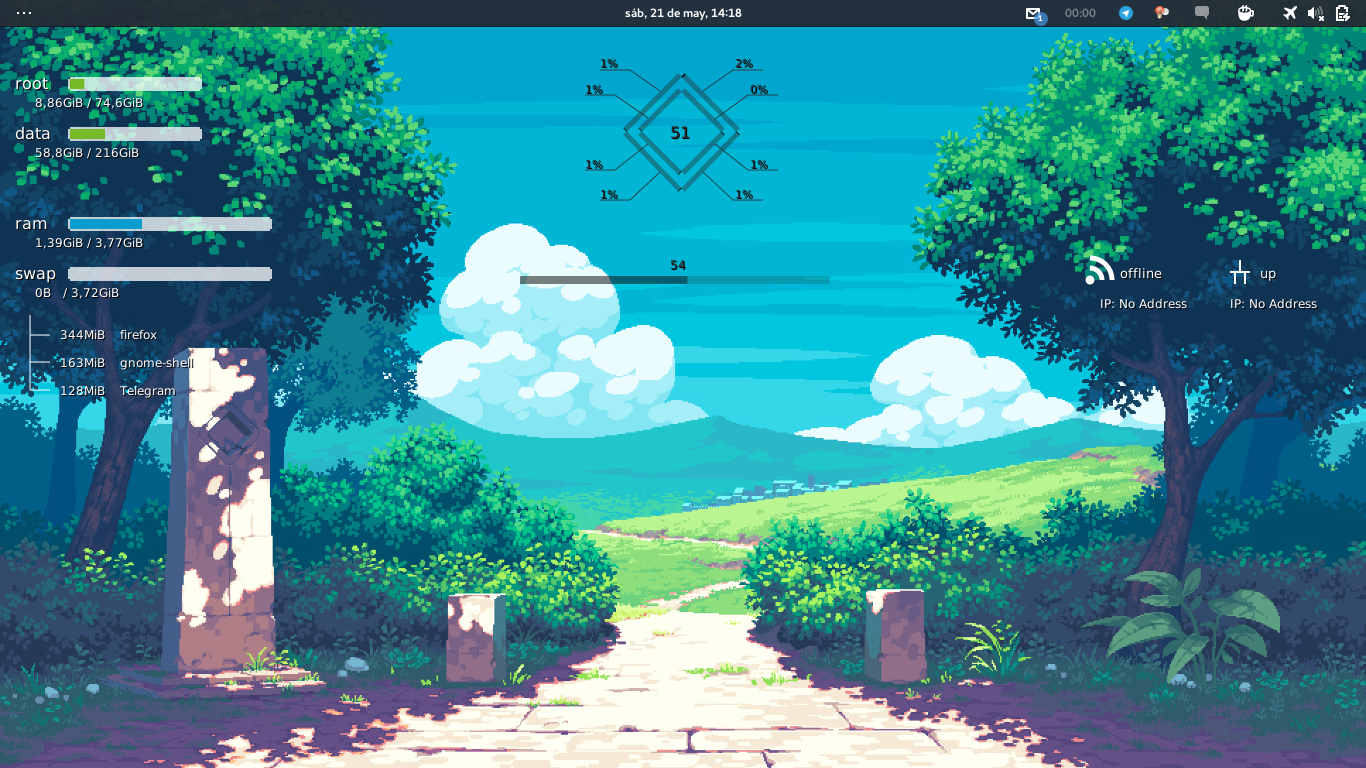 ...
sáb, 21 de may, 14:18
1
00:00
root
8,86GiB / 74,6GiB
data
58,8GiB / 216GiB
ram
1,39GiB / 3,77GiB
swap
0B / 3,72GiB
344MiB firefox
163MiB gnome-shell
128MiB Telegram
1% 2%
1% 0%
51
1% 1%
1% 1%
54
offline up
IP: No Address IP: No Address